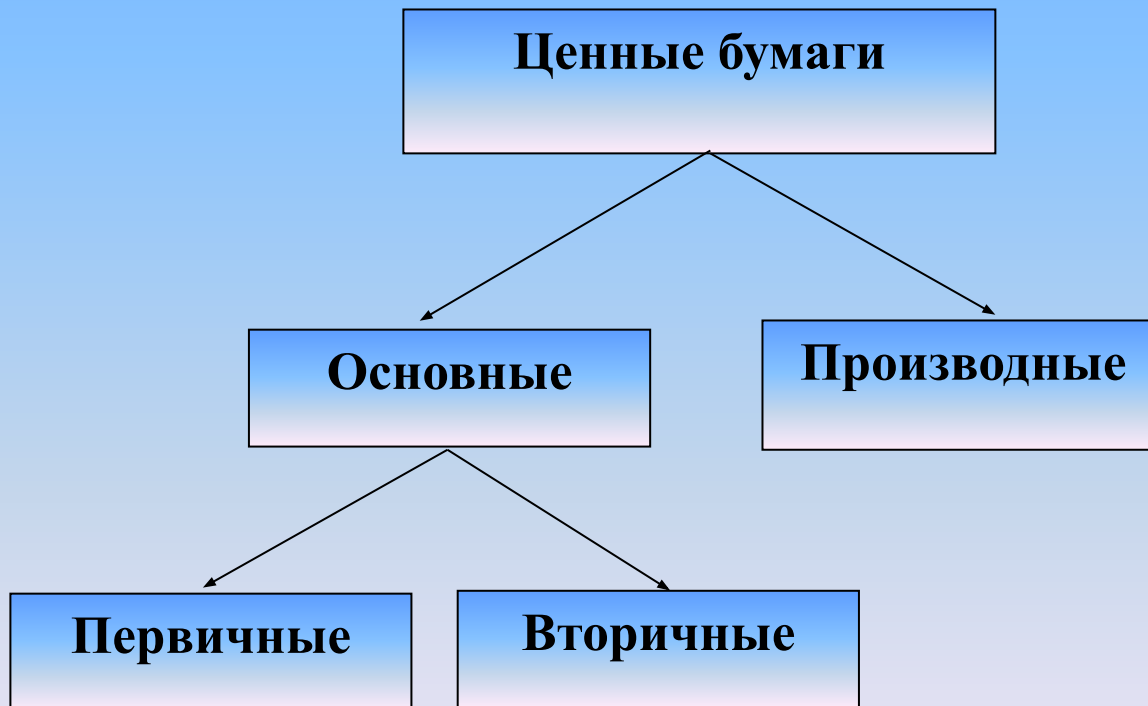 Ценные бумаги
Основные
Производные
Первичные
Вторичные